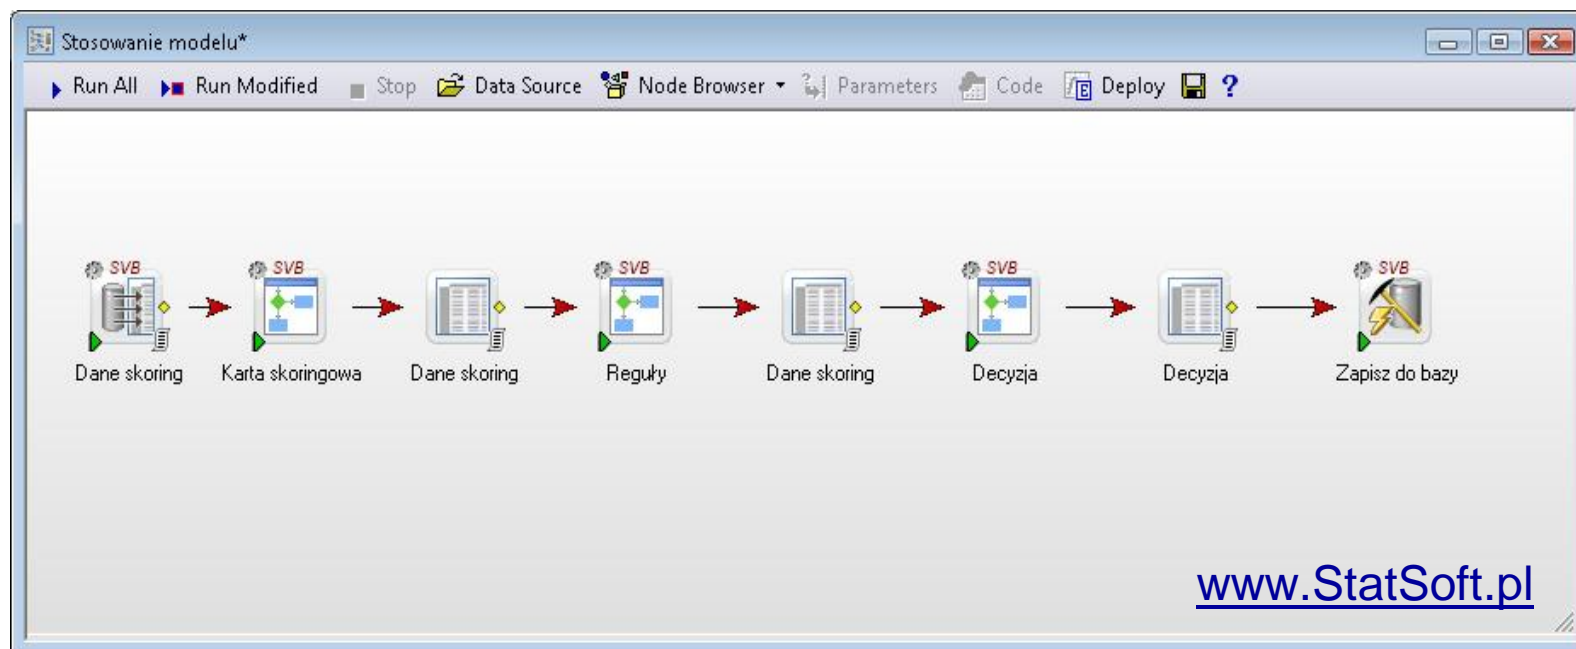 Stosowanie modelu*
Run All Run Modified Stop Data Source Node Browser Parameters Code Deploy ?
SVB SVB SVB SVB SVB
Dane skoring Karta skoringowa Dane skoring Reguły Dane skoring Decyzja Decyzja Zapisz do bazy
www.StatSoft.pl